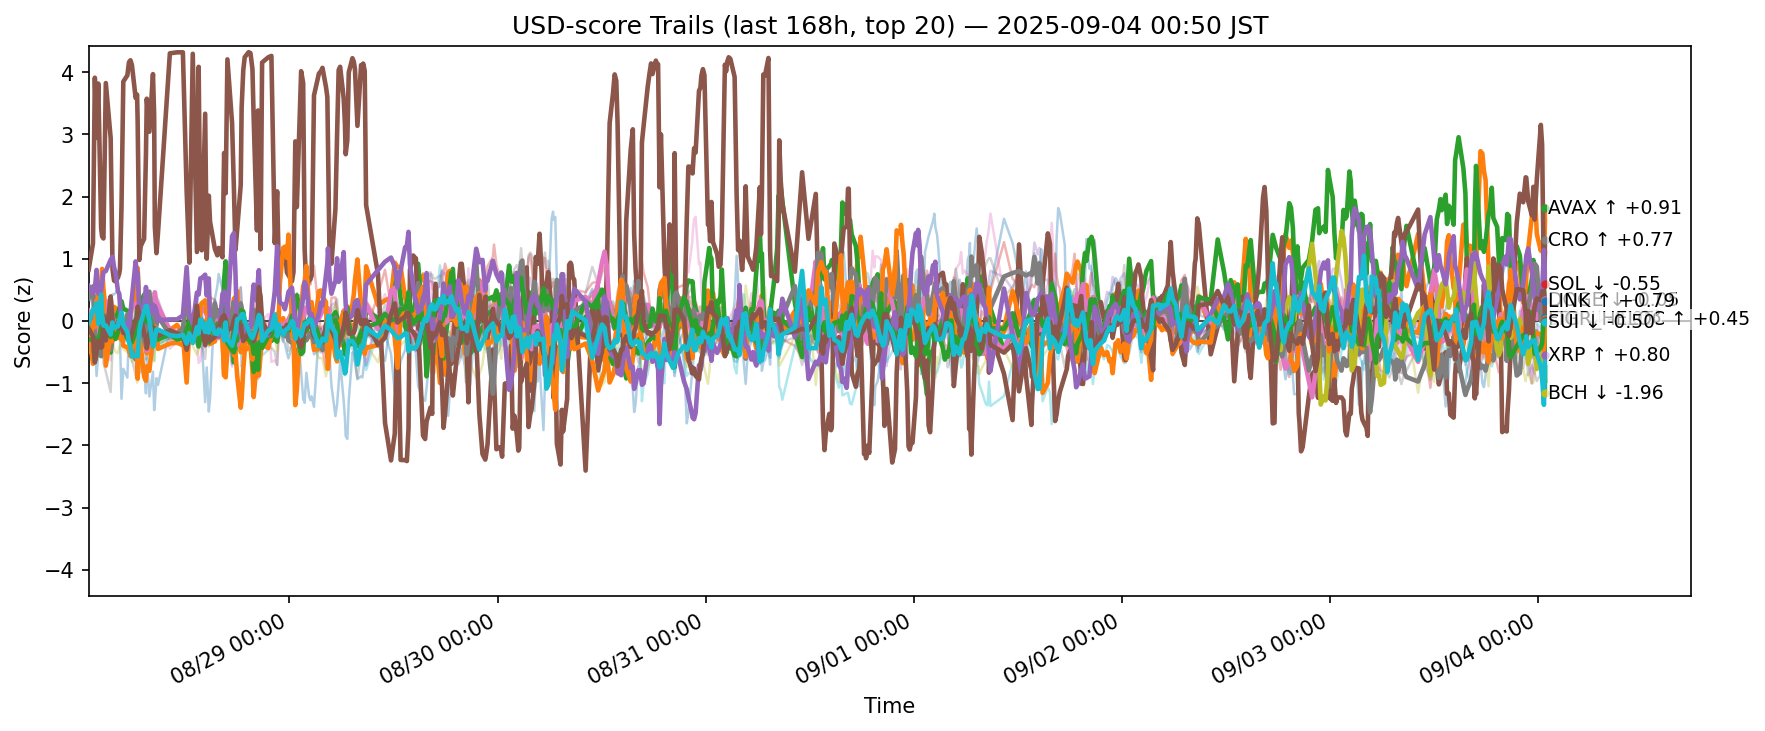 USD-score Trails (last 168h, top 20) — 2025-09-04 00:50 JST
Score (z)
4
3
2
1
0
−1
−2
−3
−4
AVAX ↑ +0.91
CRO ↑ +0.77
SOL ↓ -0.55
LINK ↑ +0.79
SUI ↓ -0.50
↑ +0.45
XRP ↑ +0.80
BCH ↓ -1.96
08/29 00:00
08/30 00:00
08/31 00:00
09/01 00:00
09/02 00:00
09/03 00:00
09/04 00:00
Time